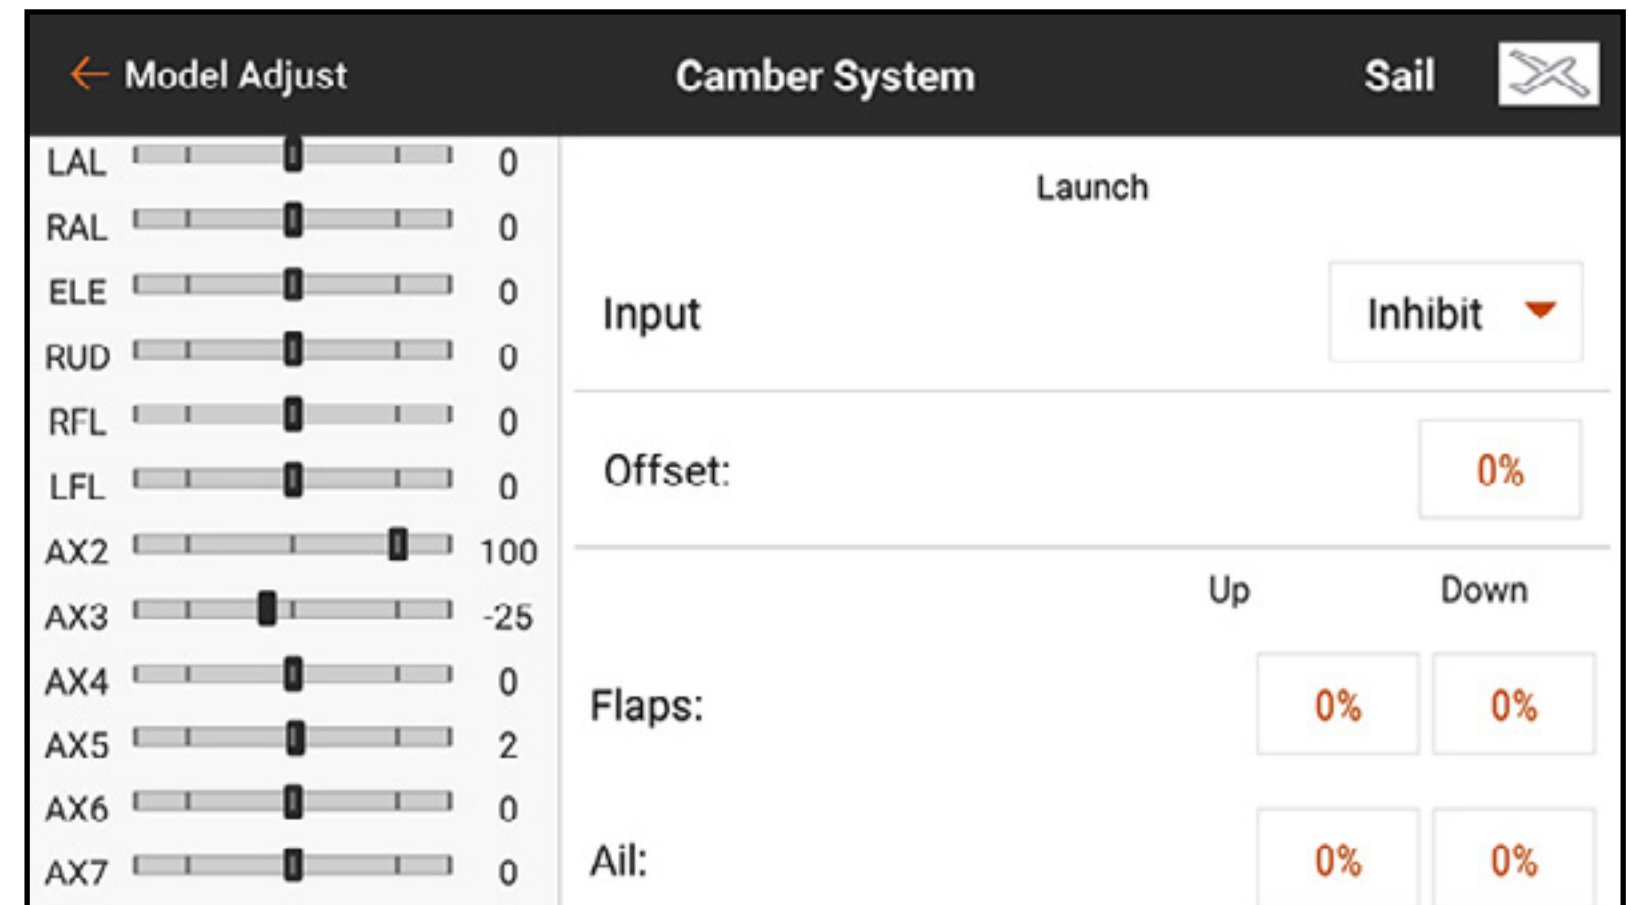 ← Model Adjust Camber System Sail
LAL 0
RAL 0
ELE 0
RUD 0
RFL 0
LFL 0
AX2 100
AX3 -25
AX4 0
AX5 2
AX6 0
AX7 0
Launch
Input Inhibit
Offset: 0%
Up Down
Flaps: 0% 0%
Ail: 0% 0%